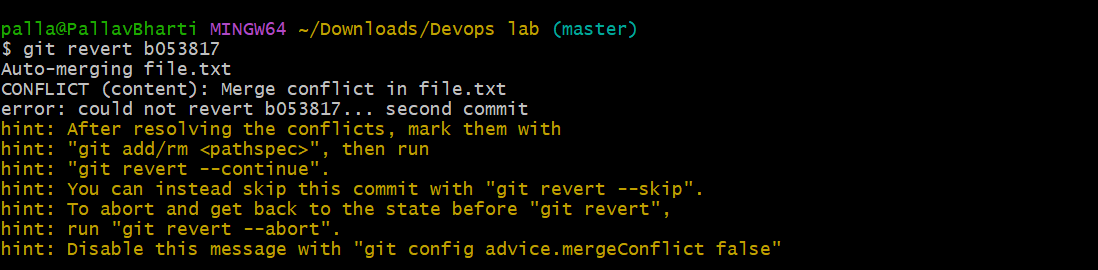 palla@PallavBharti MINGW64 ~/Downloads/Devops lab (master)
$ git revert b053817
Auto-merging file.txt
CONFLICT (content): Merge conflict in file.txt
error: could not revert b053817... second commit
hint: After resolving the conflicts, mark them with
hint: "git add/rm <pathspec>", then run
hint: "git revert --continue".
hint: You can instead skip this commit with "git revert --skip".
hint: To abort and get back to the state before "git revert",
hint: run "git revert --abort".
hint: Disable this message with "git config advice.mergeConflict false"